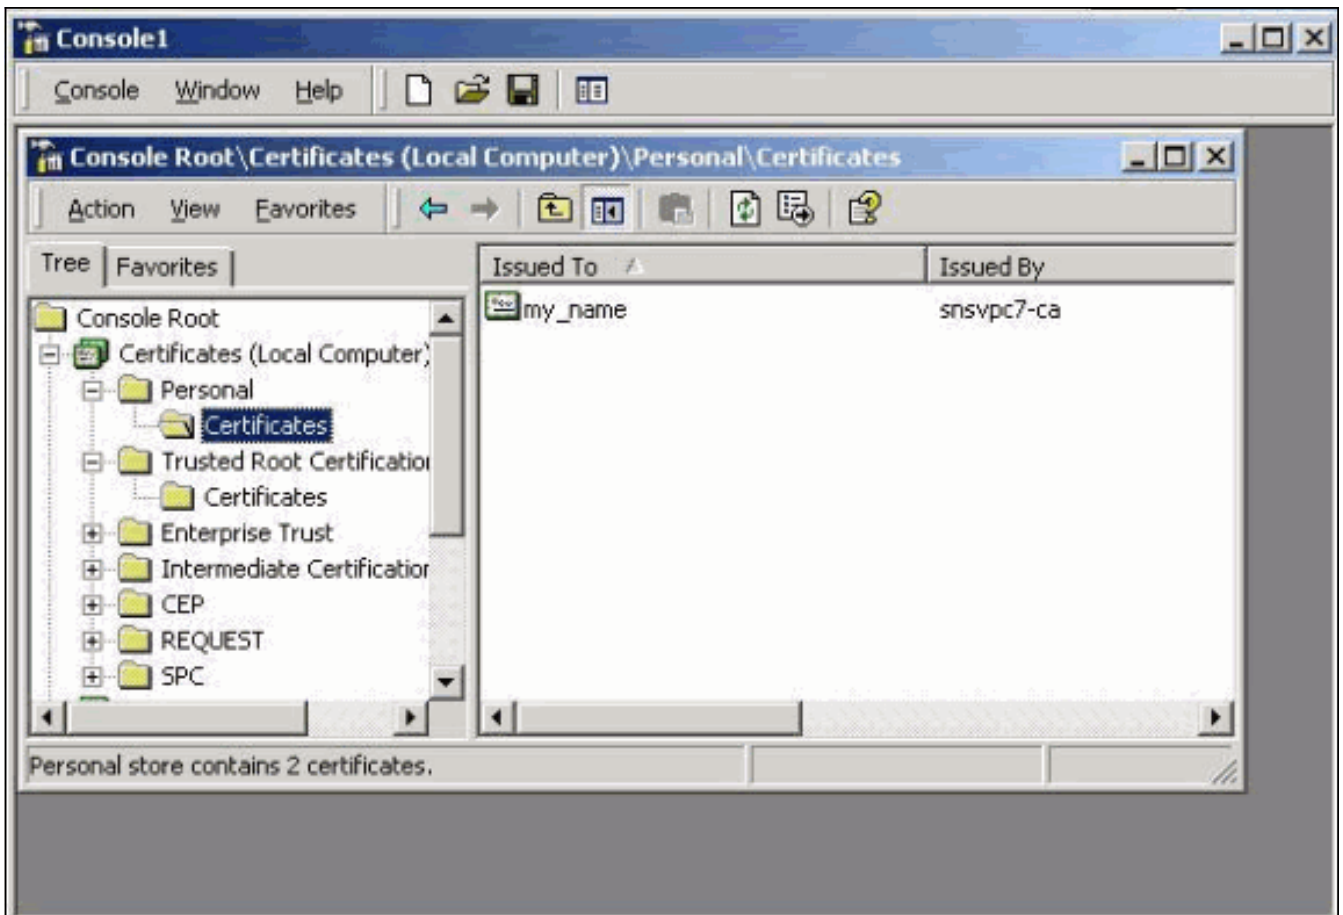 Console1
Console Window Help
Console Root\Certificates (Local Computer)\Personal\Certificates
Action View Favorites
Tree Favorites
Issued To Issued By
Console Root
Certificates (Local Computer)
Personal
Certificates
Trusted Root Certification
Certificates
Enterprise Trust
Intermediate Certification
CEP
REQUEST
SPC
my_name snsvpc7-ca
Personal store contains 2 certificates.